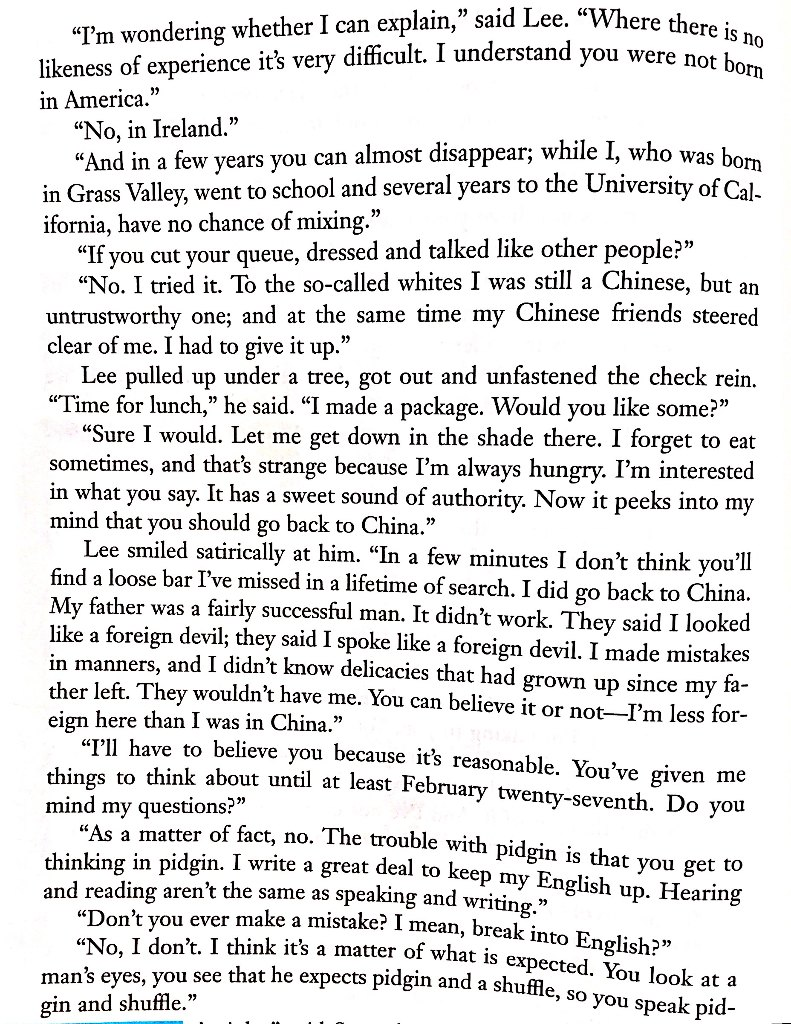 “I’m wondering whether I can explain,” said Lee. “Where there is no
likeness of experience it’s very difficult. I understand you were not born
in America.”
“No, in Ireland.”
“And in a few years you can almost disappear; while I, who was born
in Grass Valley, went to school and several years to the University of Cal-
ifornia, have no chance of mixing.”
“If you cut your queue, dressed and talked like other people?”
“No. I tried it. To the so-called whites I was still a Chinese, but an
untrustworthy one; and at the same time my Chinese friends steered
clear of me. I had to give it up.”
Lee pulled up under a tree, got out and unfastened the check rein.
“Time for lunch,” he said. “I made a package. Would you like some?”
“Sure I would. Let me get down in the shade there. I forget to eat
sometimes, and that’s strange because I’m always hungry. I’m interested
in what you say. It has a sweet sound of authority. Now it peeks into my
mind that you should go back to China.”
Lee smiled satirically at him. “In a few minutes I don’t think you’ll
find a loose bar I’ve missed in a lifetime of search. I did go back to China.
My father was a fairly successful man. It didn’t work. They said I looked
like a foreign devil; they said I spoke like a foreign devil. I made mistakes
in manners, and I didn’t know delicacies that had grown up since my fa-
ther left. They wouldn’t have me. You can believe it or not—I’m less for-
eign here than I was in China.”
“I’ll have to believe you because it’s reasonable. You’ve given me
things to think about until at least February twenty-seventh. Do you
mind my questions?”
“As a matter of fact, no. The trouble with pidgin is that you get to
thinking in pidgin. I write a great deal to keep my English up. Hearing
and reading aren’t the same as speaking and writing.”
“Don’t you ever make a mistake? I mean, break into English?”
“No, I don’t. I think it’s a matter of what is expected. You look at a
man’s eyes, you see that he expects pidgin and a shuffle, so you speak pid-
gin and shuffle.”